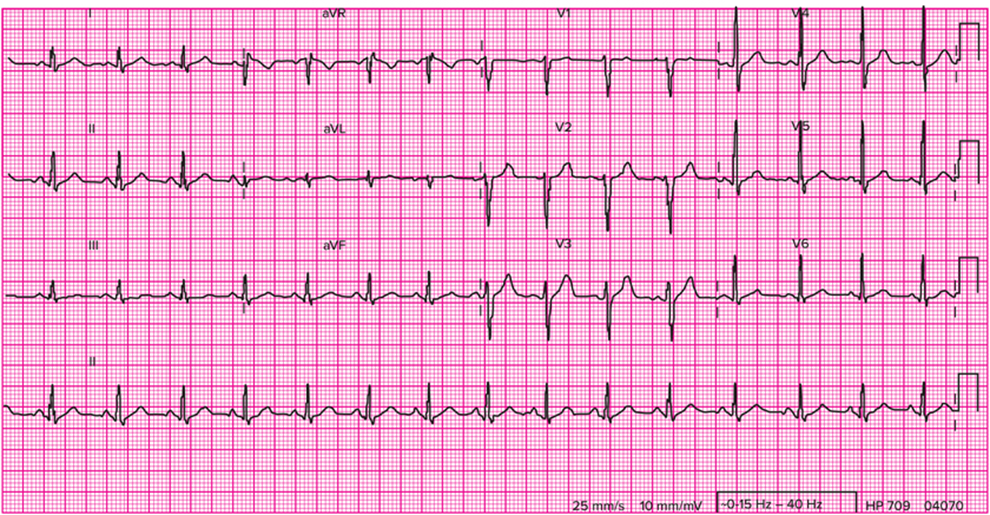 I aVR V1 V4
II aVL V2 V5
III aVF V3 V6
II
25 mm/s 10 mm/mV ~0-15 Hz – 40 Hz HP 709 04070